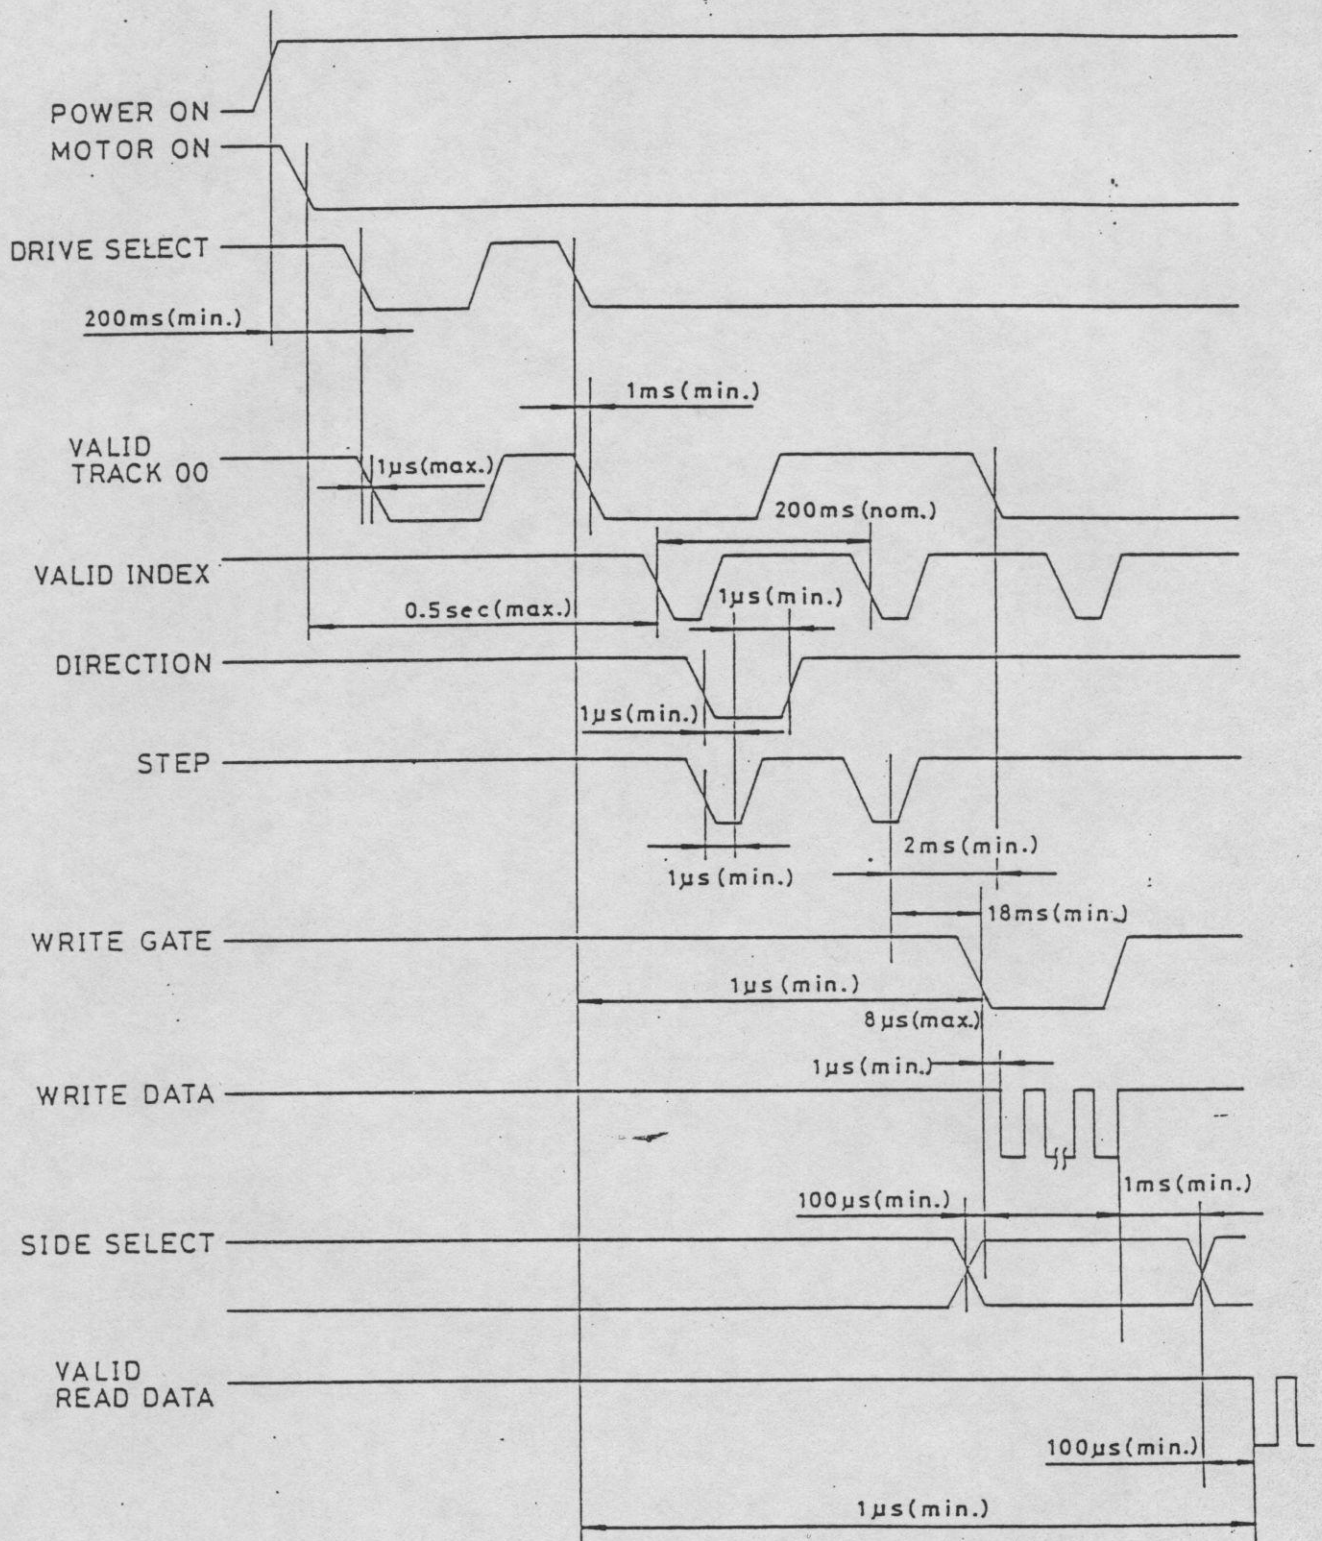 POWER ON
MOTOR ON
DRIVE SELECT
200ms(min.)
1ms(min.)
VALID
TRACK 00
1µs(max.)
200ms(nom.)
VALID INDEX
0.5sec(max.)
1µs(min.)
DIRECTION
1µs(min.)
STEP
2ms(min.)
1µs(min.)
18ms(min.)
WRITE GATE
1µs(min.)
8µs(max.)
1µs(min.)
WRITE DATA
100µs(min.)
1ms(min.)
SIDE SELECT
VALID
READ DATA
100µs(min.)
1µs(min.)